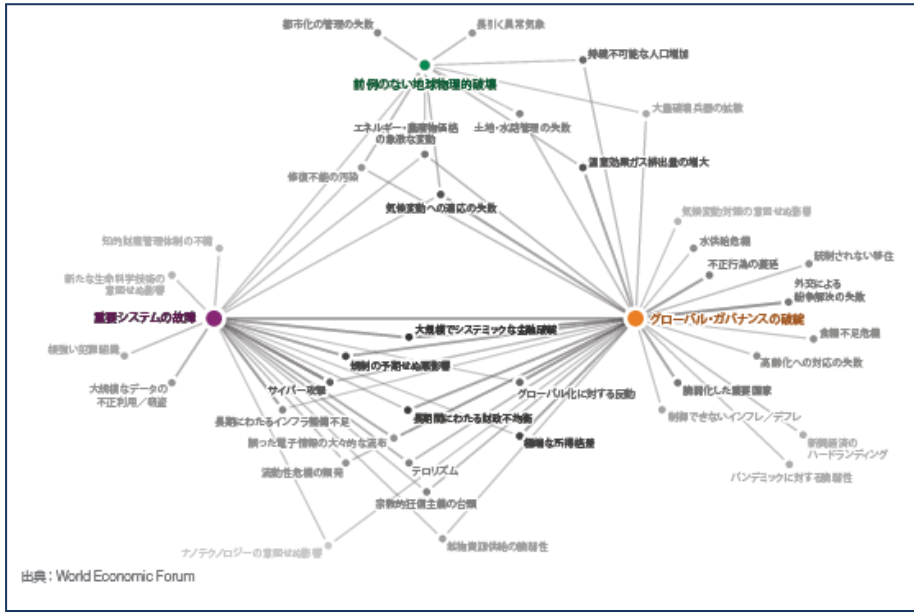 都市化の管理の失敗
長引く異常気象
持続不可能な人口増加
前例のない地球物理的破壊
大量破壊兵器の拡散
エネルギー・農産物価格
の急激な変動
土地・水路管理の失敗
温室効果ガス排出量の増大
修復不能の汚染
気候変動への適応の失敗
気候変動対策の意図せぬ影響
知的財産管理体制の不備
水供給危機
統制されない移住
不正行為の蔓延
新たな生命科学技術の
意図せぬ影響
外交による
紛争解決の失敗
重要システムの故障
グローバル・ガバナンスの破綻
大規模でシステミックな金融破綻
食糧不足危機
根強い犯罪組織
規制の予期せぬ悪影響
高齢化への対応の失敗
大規模なデータの
不正利用/窃盗
サイバー攻撃
グローバル化に対する反動
脆弱化した重要国家
長期にわたるインフラ整備不足
長期間にわたる財政不均衡
制御できないインフレ/デフレ
誤った電子情報の大々的な流布
極端な所得格差
新興経済の
ハードランディング
流動性危機の頻発
テロリズム
パンデミックに対する脆弱性
宗教的狂信主義の台頭
ナノテクノロジーの意図せぬ影響
鉱物資源供給の脆弱性
出典:World Economic Forum